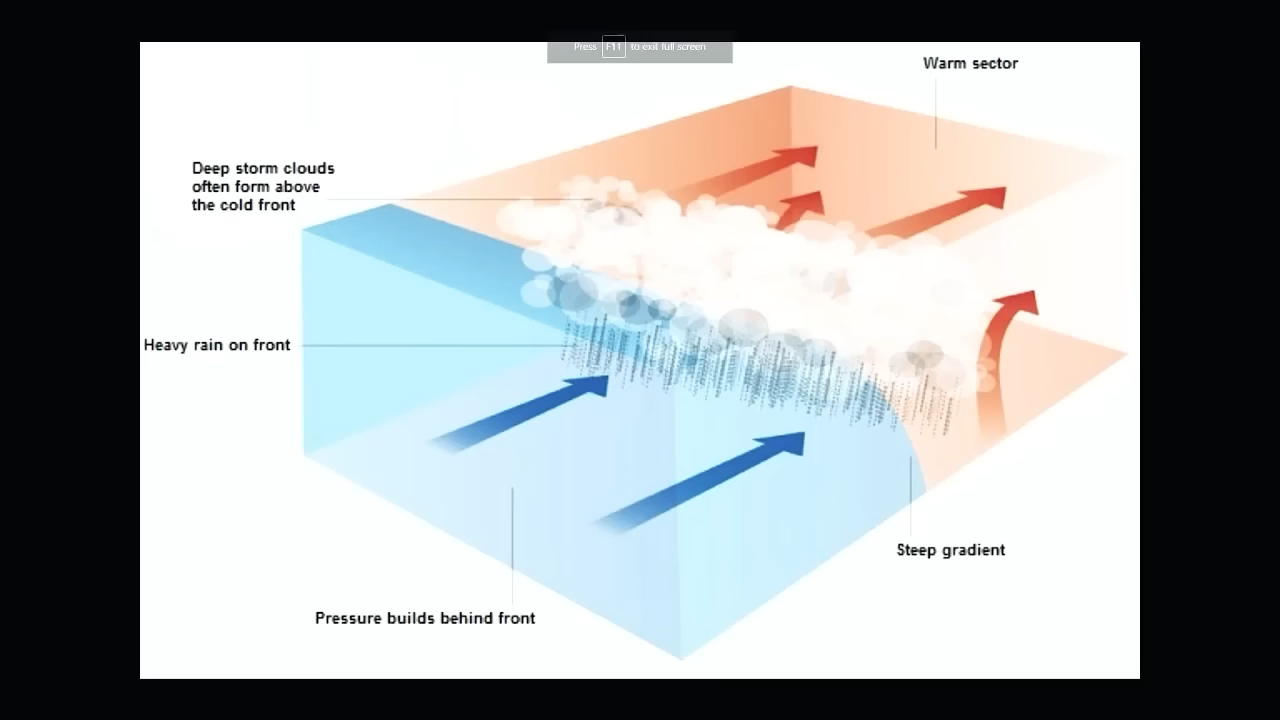 Press F11 to exit full screen
Warm sector
Deep storm clouds
often form above
the cold front
Heavy rain on front
Steep gradient
Pressure builds behind front